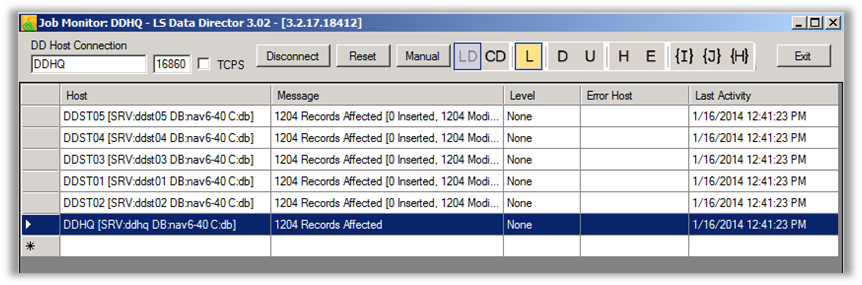 Job Monitor: DDHQ - LS Data Director 3.02 - [3.2.17.18412]
DD Host Connection
DDHQ 16860 TCPS Disconnect Reset Manual LD CD L D U H E {I} {J} {H} Exit
Host Message Level Error Host Last Activity
DDST05 [SRV:ddst05 DB:nav6-40 C:db] 1204 Records Affected [0 Inserted, 1204 Modi... None 1/16/2014 12:41:23 PM
DDST04 [SRV:ddst04 DB:nav6-40 C:db] 1204 Records Affected [0 Inserted, 1204 Modi... None 1/16/2014 12:41:23 PM
DDST03 [SRV:ddst03 DB:nav6-40 C:db] 1204 Records Affected [0 Inserted, 1204 Modi... None 1/16/2014 12:41:23 PM
DDST01 [SRV:ddst01 DB:nav6-40 C:db] 1204 Records Affected [0 Inserted, 1204 Modi... None 1/16/2014 12:41:23 PM
DDST02 [SRV:ddst02 DB:nav6-40 C:db] 1204 Records Affected [0 Inserted, 1204 Modi... None 1/16/2014 12:41:23 PM
DDHQ [SRV:ddhq DB:nav6-40 C:db] 1204 Records Affected None 1/16/2014 12:41:23 PM